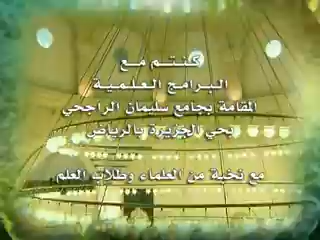 كنتم مع
البرامج العلمية
المقامة بجامع سليمان الراجحي
بحي الجزيرة بالرياض
مع نخبة من العلماء وطلاب العلم